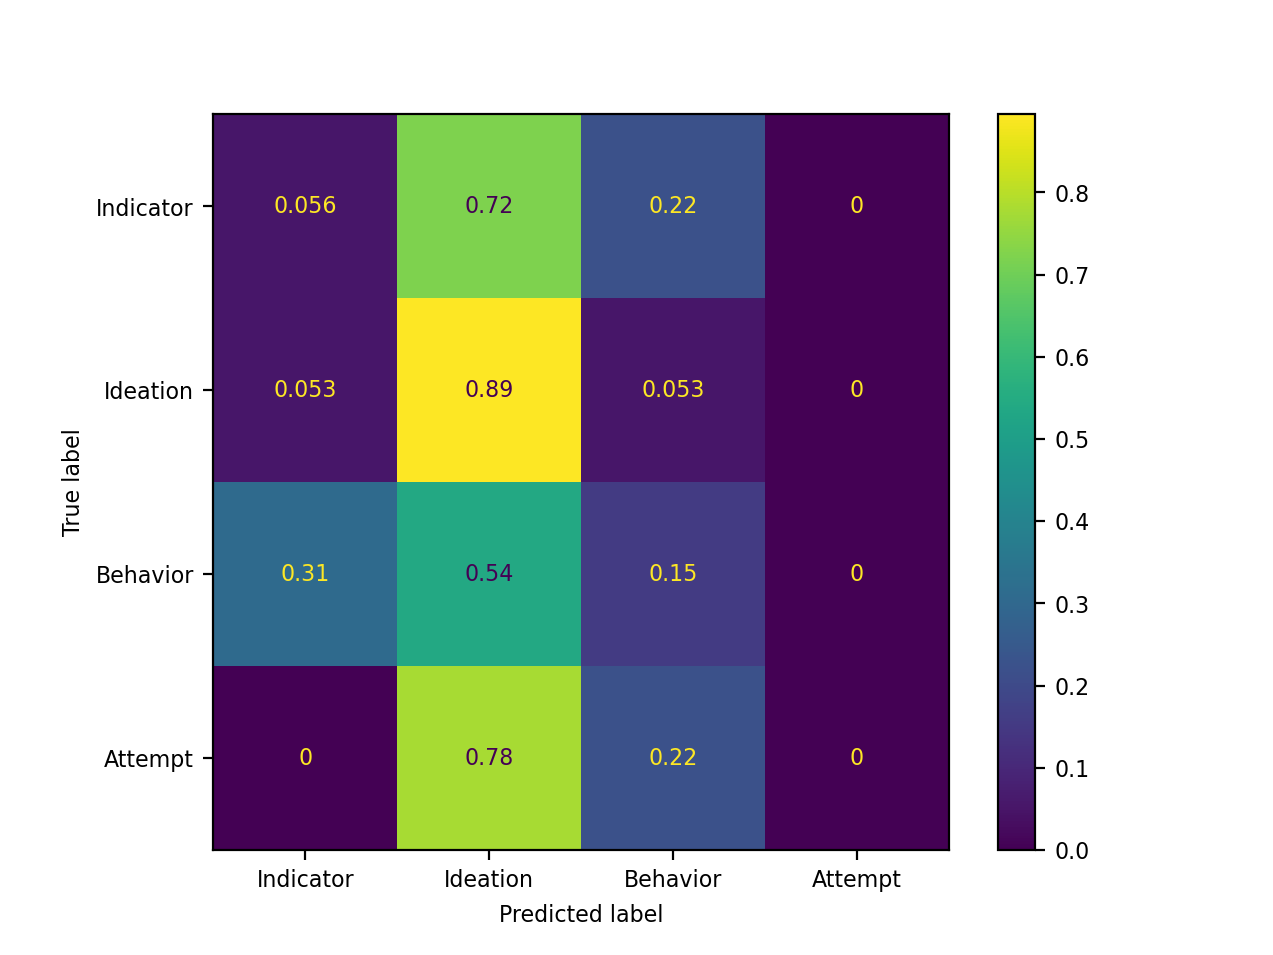 Indicator 0.056 0.72 0.22 0
Ideation 0.053 0.89 0.053 0
Behavior 0.31 0.54 0.15 0
Attempt 0 0.78 0.22 0
Indicator Ideation Behavior Attempt
Predicted label
True label
0.8
0.7
0.6
0.5
0.4
0.3
0.2
0.1
0.0